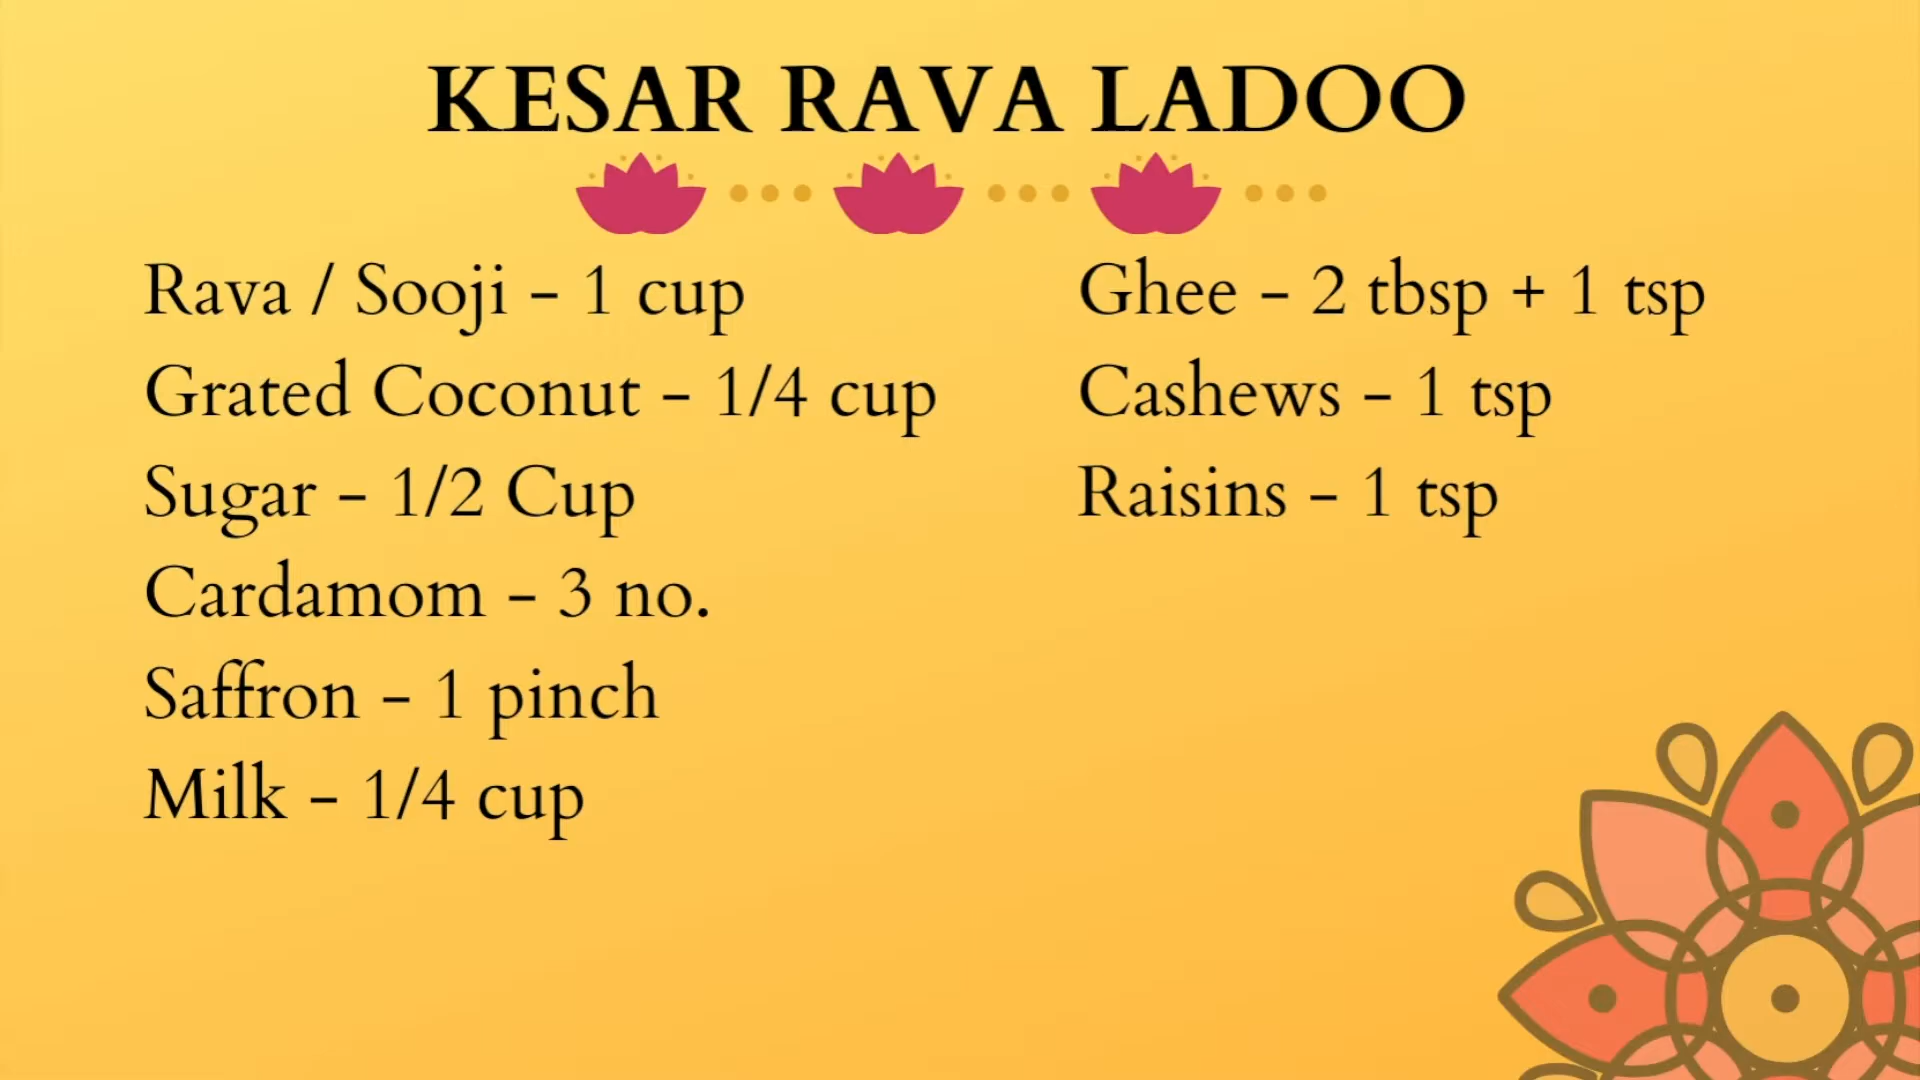 KESAR RAVA LADOO
Rava / Sooji - 1 cup
Grated Coconut - 1/4 cup
Sugar - 1/2 Cup
Cardamom - 3 no.
Saffron - 1 pinch
Milk - 1/4 cup
Ghee - 2 tbsp + 1 tsp
Cashews - 1 tsp
Raisins - 1 tsp